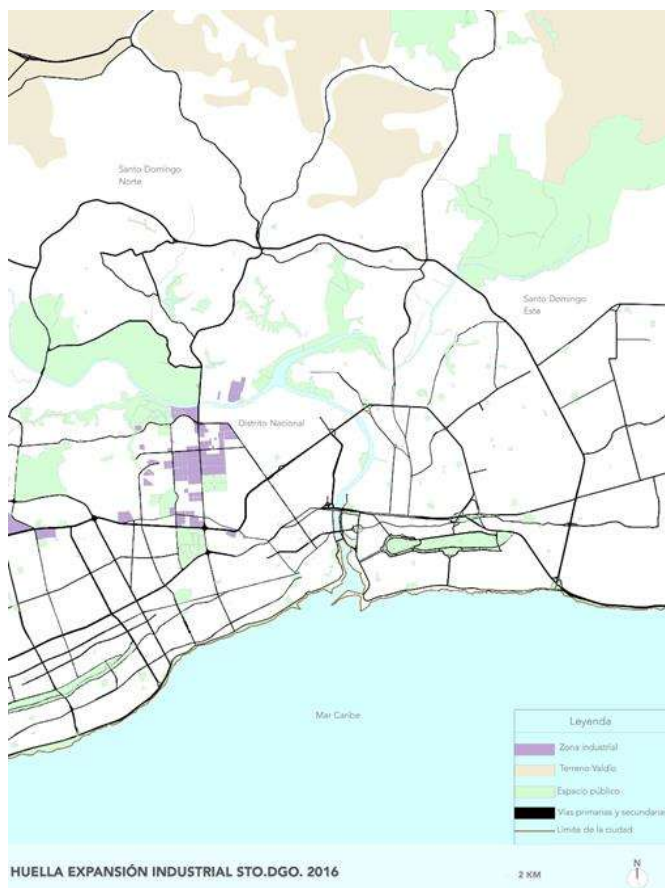 Santo Domingo
Norte
Santo Domingo
Este
Distrito Nacional
Mar Caribe
Leyenda
Zona industrial
Terreno Valdío
Espacio público
Vías primarias y secundarias
Límite de la ciudad
HUELLA EXPANSIÓN INDUSTRIAL STO.DGO. 2016
2 KM
N